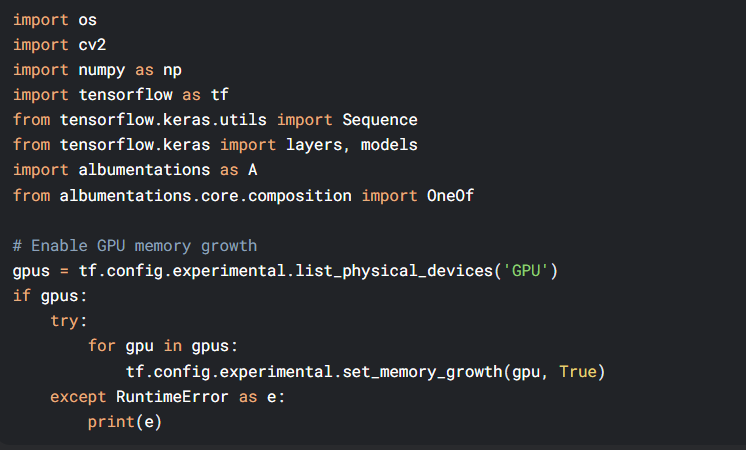 import os
import cv2
import numpy as np
import tensorflow as tf
from tensorflow.keras.utils import Sequence
from tensorflow.keras import layers, models
import albumentations as A
from albumentations.core.composition import OneOf

# Enable GPU memory growth
gpus = tf.config.experimental.list_physical_devices('GPU')
if gpus:
    try:
        for gpu in gpus:
            tf.config.experimental.set_memory_growth(gpu, True)
    except RuntimeError as e:
        print(e)